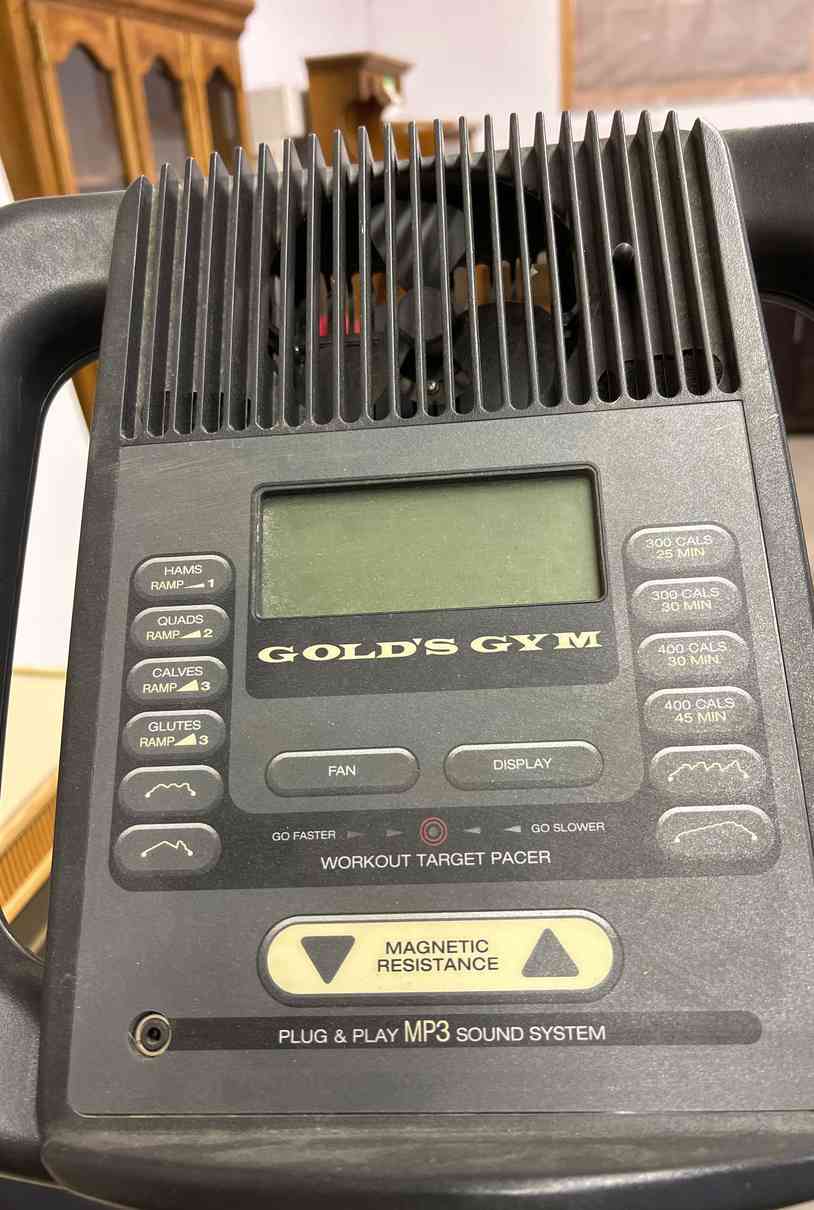 HAMS
RAMP 1
QUADS
RAMP 2
CALVES
RAMP 3
GLUTES
RAMP 3
GOLD'S GYM
300 CALS
25 MIN
300 CALS
30 MIN
400 CALS
30 MIN
400 CALS
45 MIN
FAN
DISPLAY
GO FASTER
GO SLOWER
WORKOUT TARGET PACER
MAGNETIC
RESISTANCE
PLUG & PLAY MP3 SOUND SYSTEM